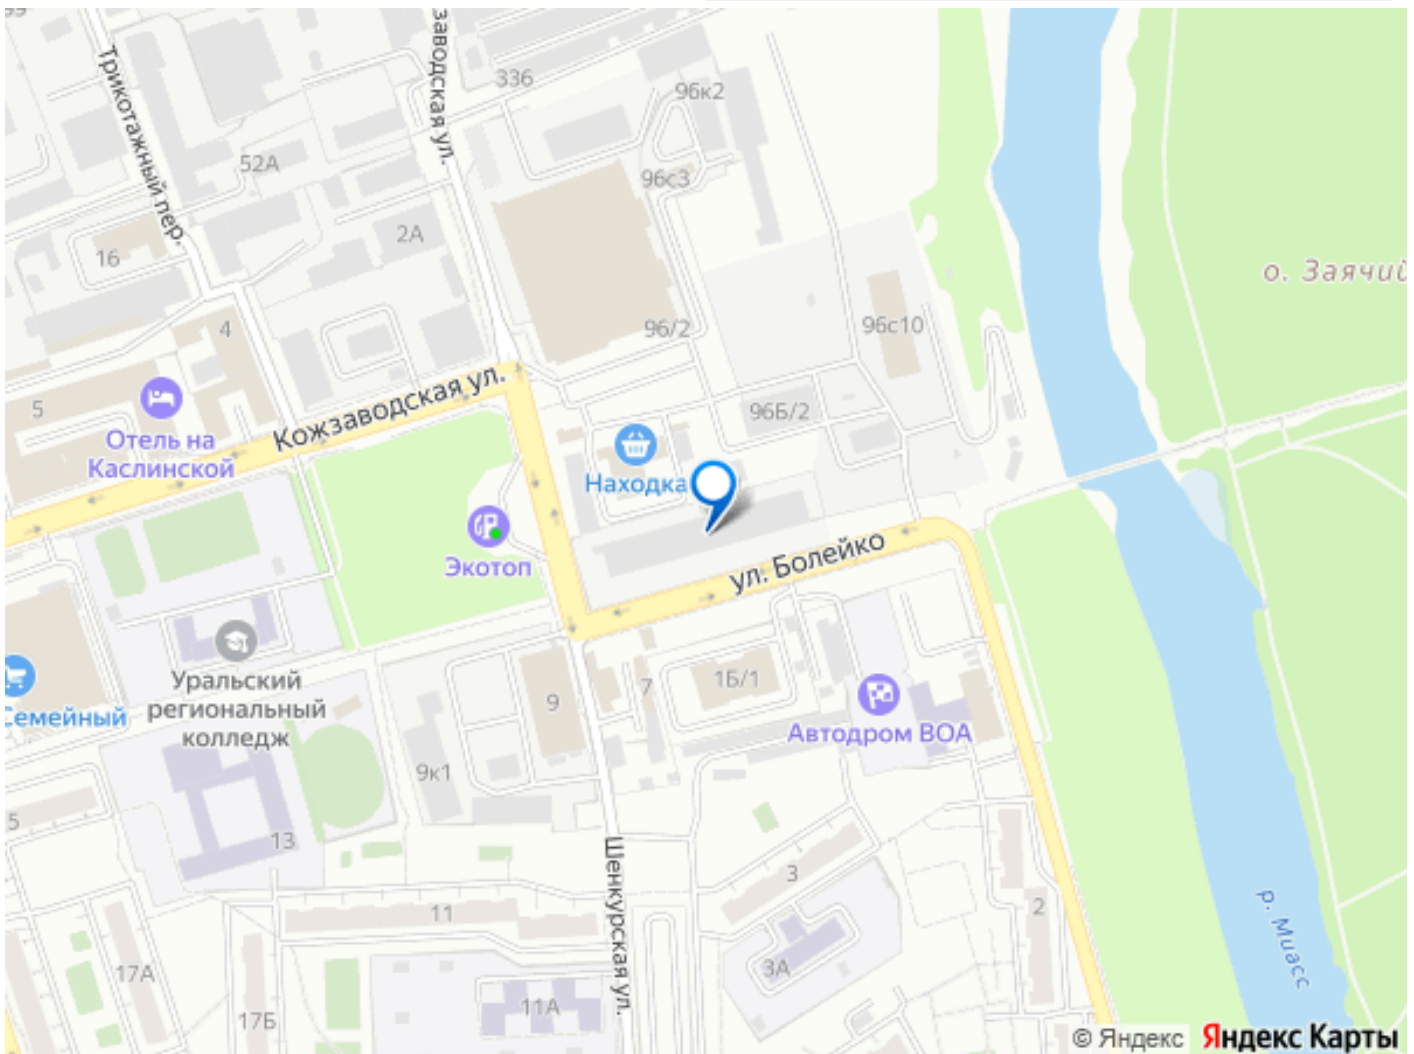 заводская ул.
Трикотажный пер.
336
96к2
52А
96с3
2А
16
о. Заячий
4
96/2
96с10
5
Кожзаводская ул.
96Б/2
Отель на
Каслинской
Находка
Экотоп
ул. Болейко
Уральский
региональный
колледж
Семейный
9
7
1Б/1
Автодром ВОА
9к1
5
13
3
11
2
Шенкурская ул.
р. Миасс
17А
3А
11А
17Б
© Яндекс Яндекс Карты